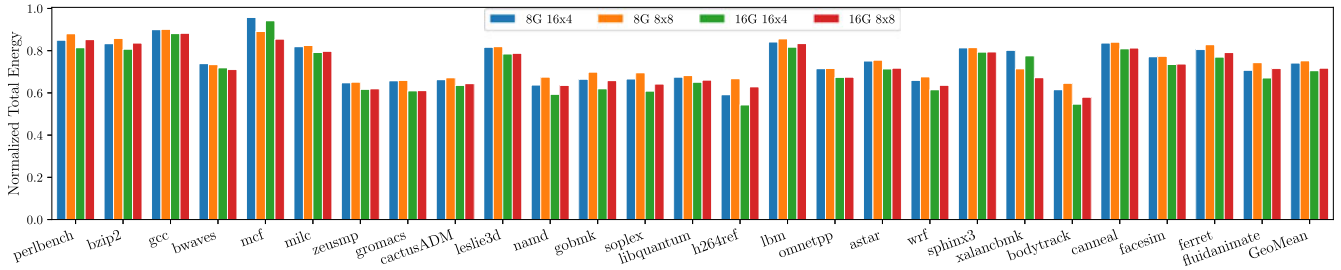 8G 16x4 8G 8x8 16G 16x4 16G 8x8
Normalized Total Energy
1.0
0.8
0.6
0.4
0.2
0.0
perlbench bzip2 gcc bwaves mcf milc zeusmp gromacs cactusADM leslie3d namd gobmk soplex libquantum h264ref lbm omnetpp astar wrf sphinx3 xalancbmk bodytrack canneal facesim ferret fluidanimate GeoMean